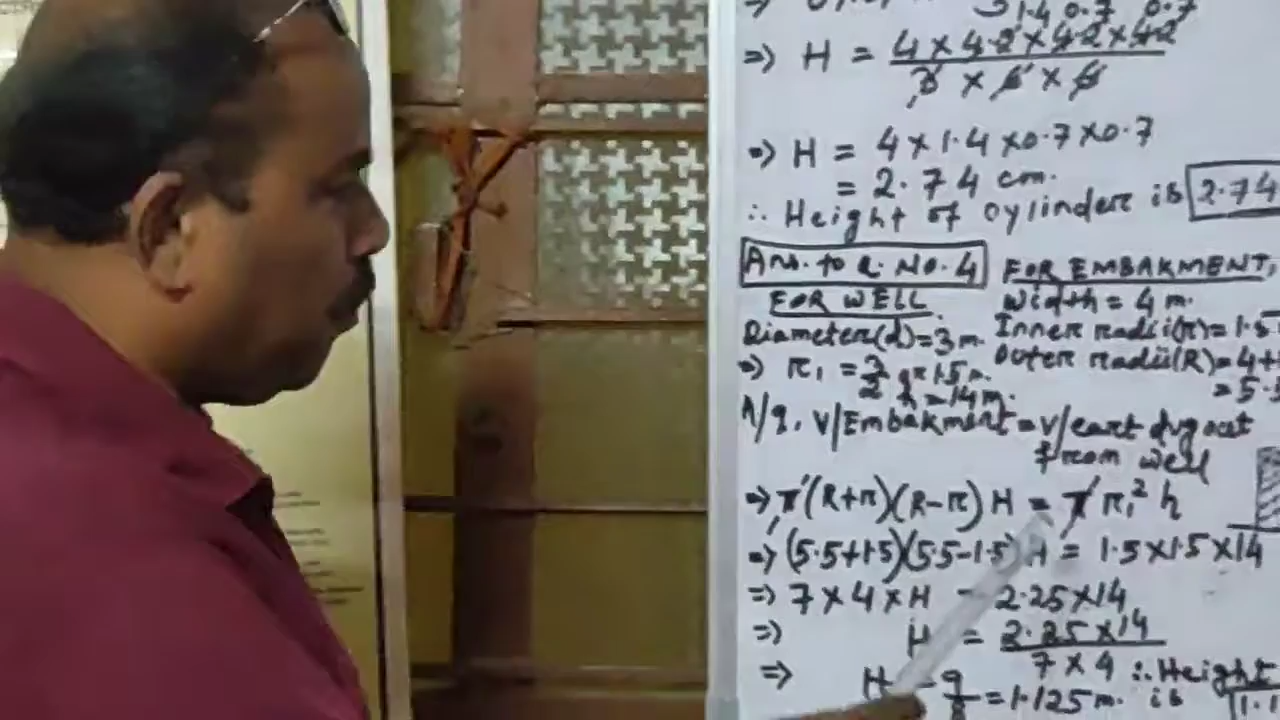 ⇒ H = 4 × 4.2 × 4.2 × 4.2
3 × 6 × 6
⇒ H = 4 × 1.4 × 0.7 × 0.7
= 2.74 cm.
∴ Height of cylinder is 2.74
Ans. to Q. No. 4
FOR WELL
Diameter(d) = 3 m.
⇒ r₁ = 3/2 or 1.5 m.
h = 14 m.
FOR EMBAKMENT,
Width = 4 m.
Inner radii(r) = 1.5
Outer radii(R) = 4+
= 5.5
A/q. V/Embakment = V/eart dug out
from well
⇒ π(R+r)(R-r) H = π r₁² h
⇒ (5.5+1.5)(5.5-1.5) H = 1.5 × 1.5 × 14
⇒ 7 × 4 × H = 2.25 × 14
⇒ H = 2.25 × 14
7 × 4
⇒ H = 9/8 = 1.125 m.
∴ Height
is